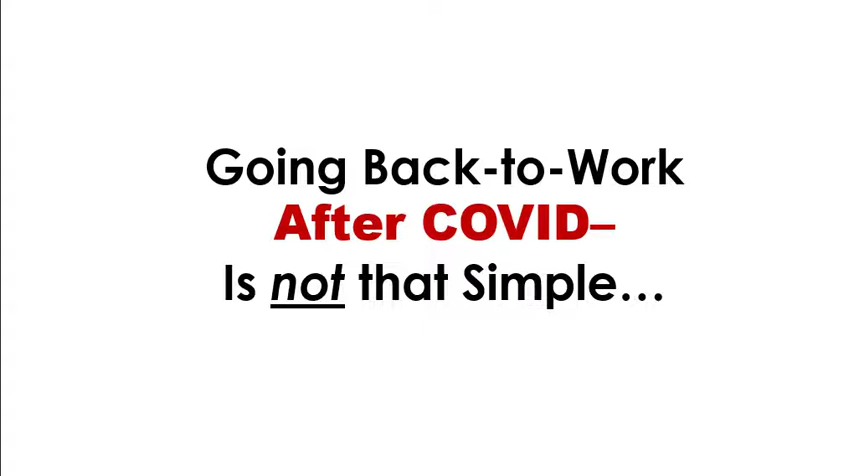 Going Back-to-Work
After COVID–
Is not that Simple…